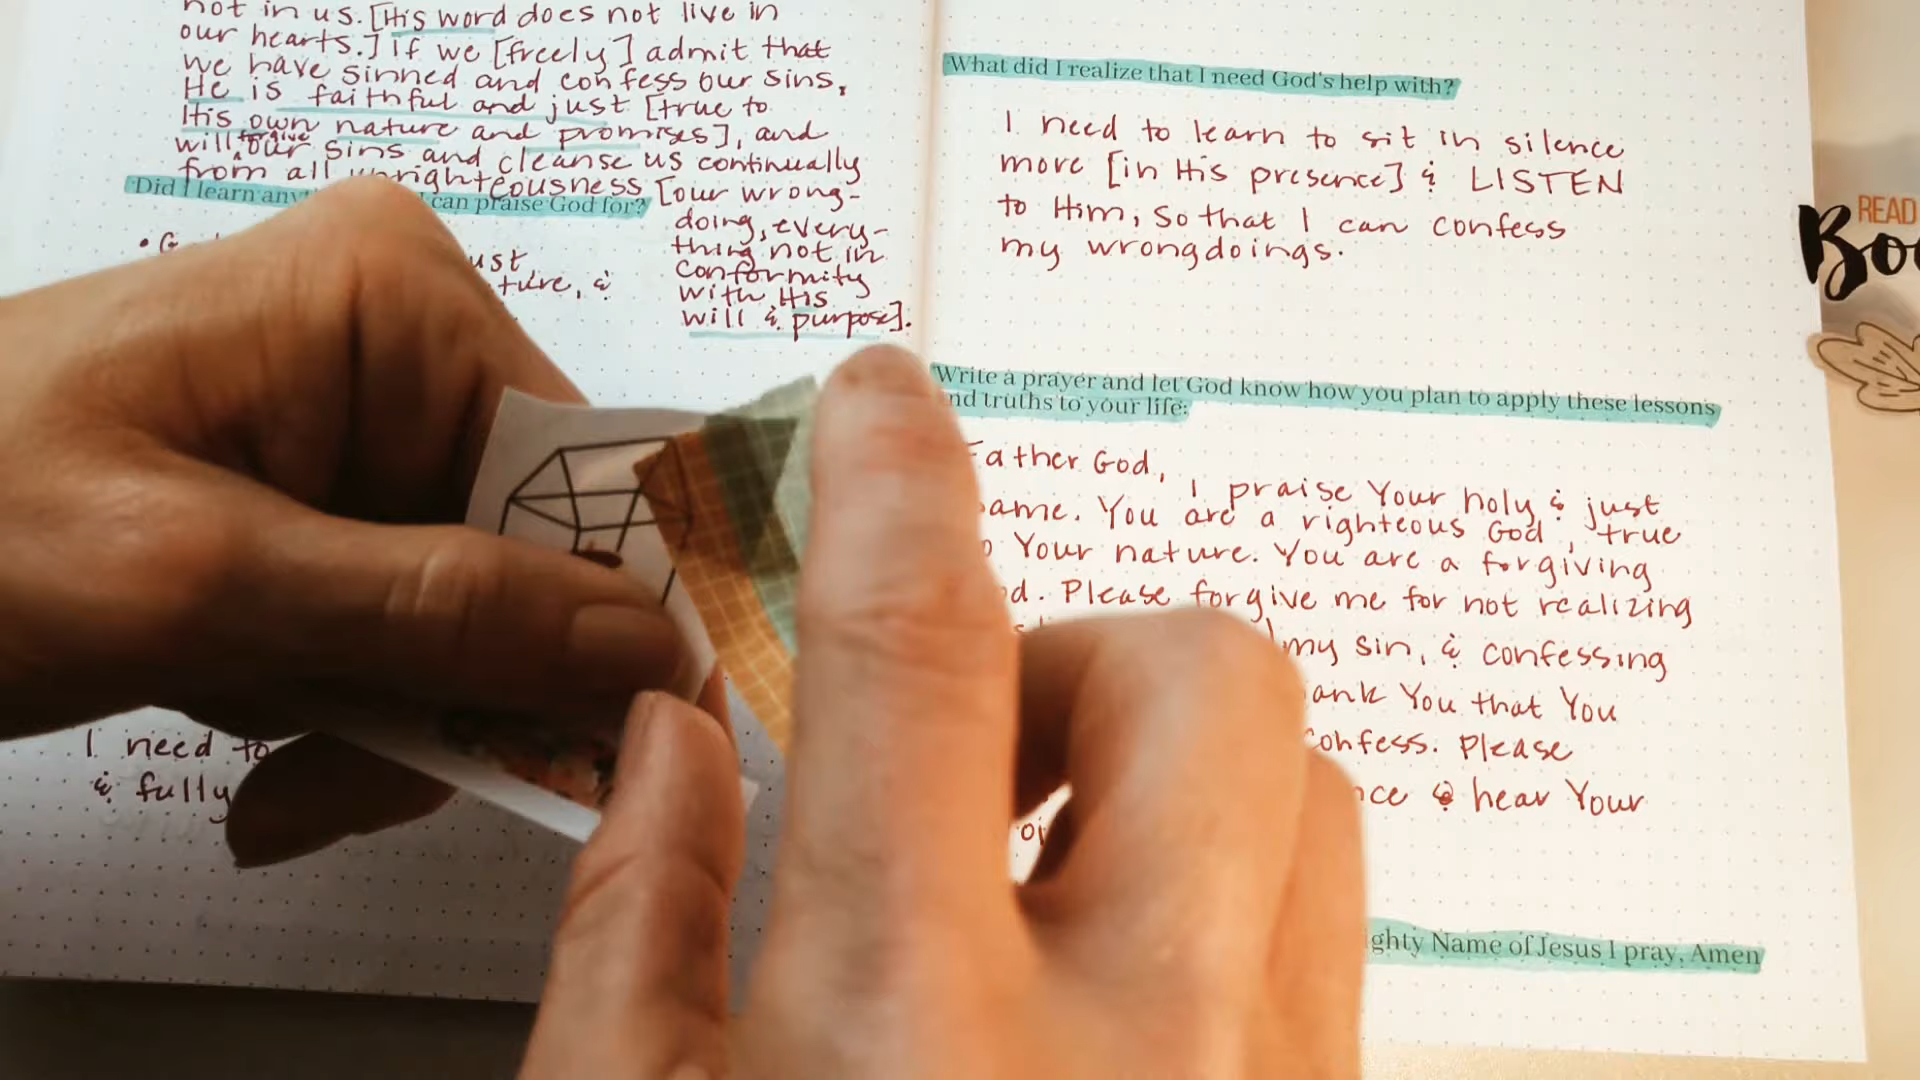 not in us. [His word does not live in
our hearts.] If we [freely] admit that
we have sinned and confess our sins,
He is faithful and just [true to
His own nature and promises], and
will forgive our sins and cleanse us continually
from all unrighteousness [our wrong-
doing, every-
thing not in
conformity
with His
will & purpose].
Did I learn can praise God for?
ust
ture, &
I need to
& fully
What did I realize that I need God's help with?
I need to learn to sit in silence
more [in His presence] & LISTEN
to Him, so that I can confess
my wrongdoings.
Write a prayer and let God know how you plan to apply these lessons
nd truths to your life:
Father God,
I praise Your holy & just
ame. You are a righteous God, true
o Your nature. You are a forgiving
d. Please forgive me for not realizing
my sin, & confessing
ank You that You
confess. Please
nce & hear Your
ghty Name of Jesus I pray, Amen
READ
Boo